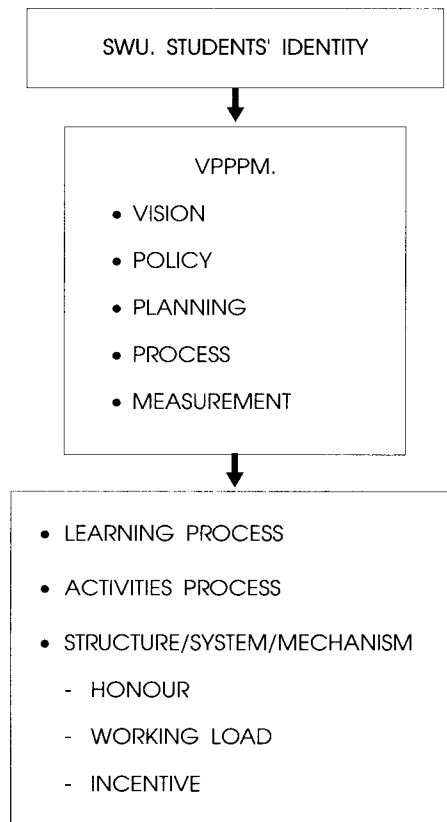 SWU. STUDENTS' IDENTITY
VPPPM.
• VISION
• POLICY
• PLANNING
• PROCESS
• MEASUREMENT
• LEARNING PROCESS
• ACTIVITIES PROCESS
• STRUCTURE/SYSTEM/MECHANISM
- HONOUR
- WORKING LOAD
- INCENTIVE